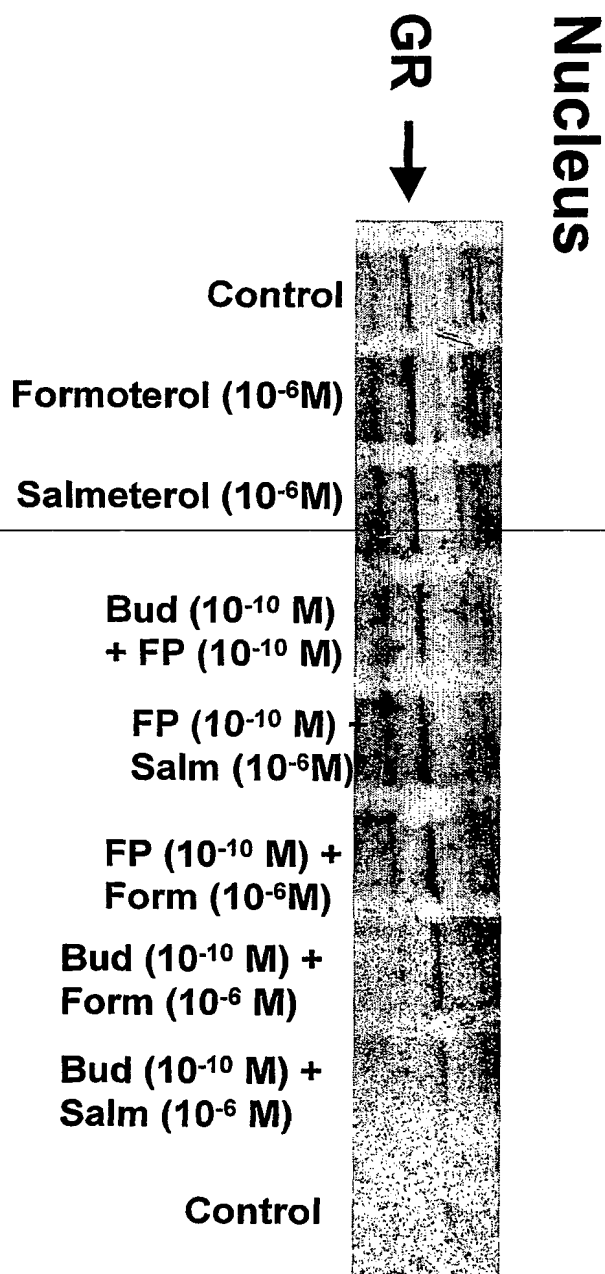 Nucleus
GR
Control
Formoterol (10⁻⁶M)
Salmeterol (10⁻⁶M)
Bud (10⁻¹⁰ M)
+ FP (10⁻¹⁰ M)
FP (10⁻¹⁰ M) +
Salm (10⁻⁶M)
FP (10⁻¹⁰ M) +
Form (10⁻⁶M)
Bud (10⁻¹⁰ M) +
Form (10⁻⁶ M)
Bud (10⁻¹⁰ M) +
Salm (10⁻⁶ M)
Control